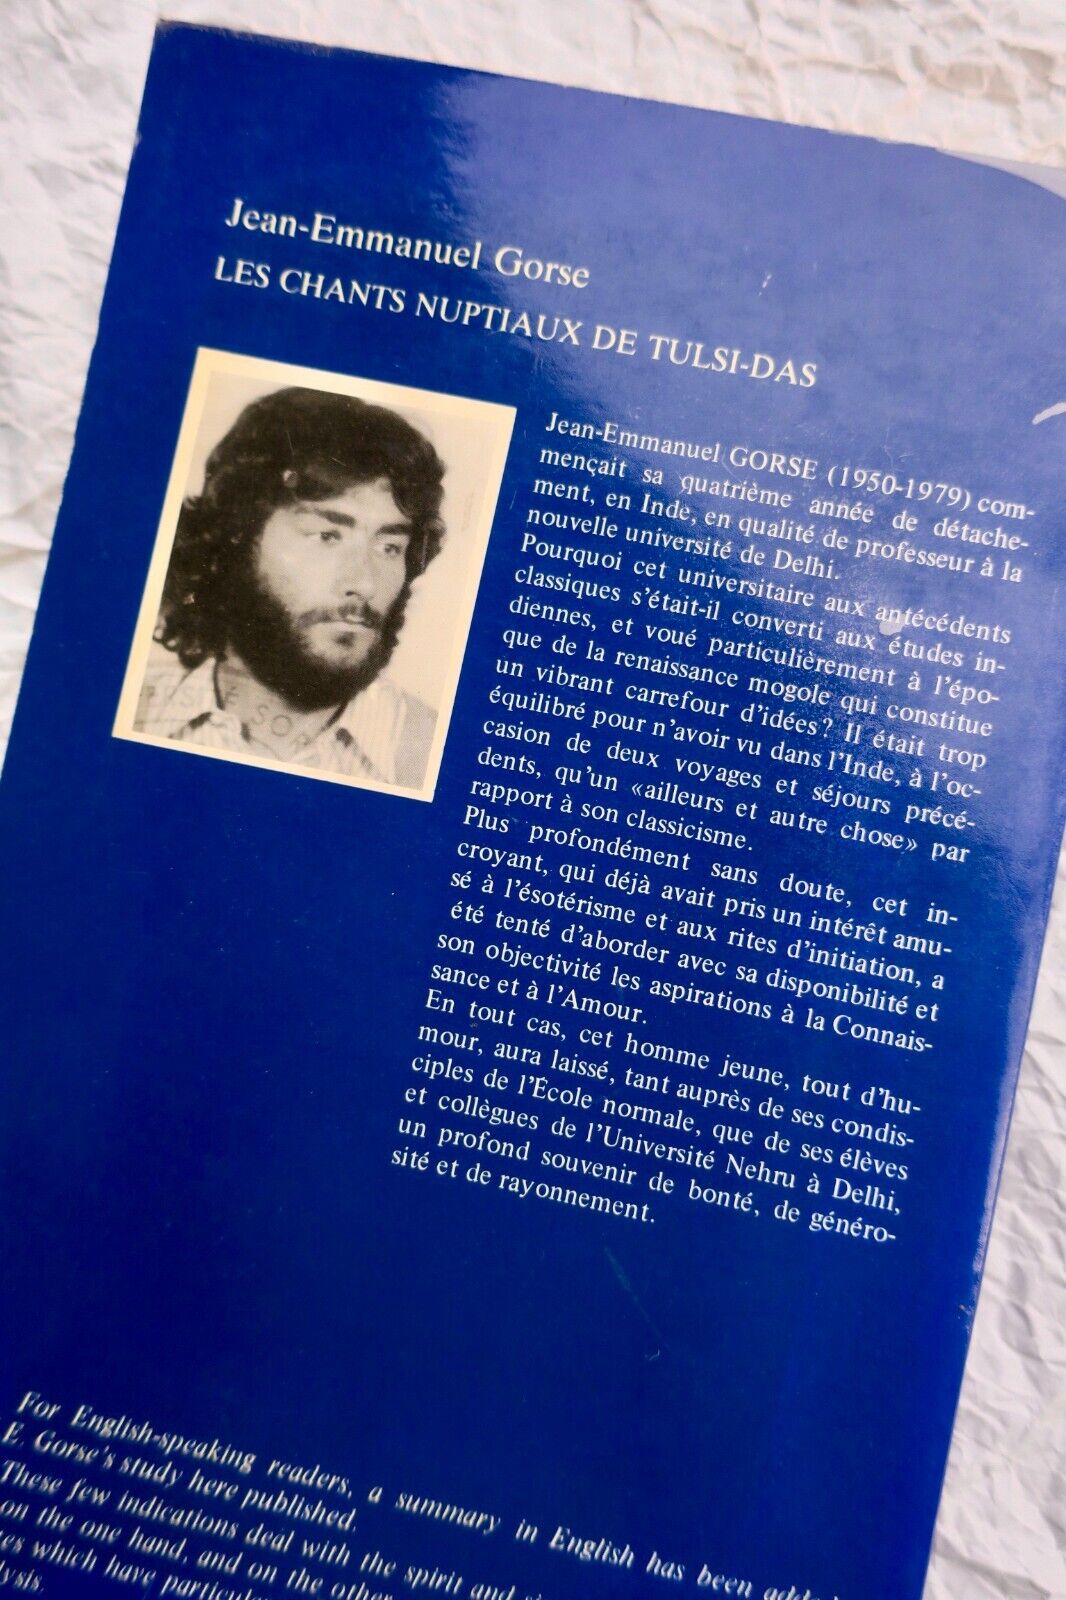 Jean-Emmanuel Gorse
LES CHANTS NUPTIAUX DE TULSI-DAS
Jean-Emmanuel GORSE (1950-1979) com-
mençait sa quatrième année de détache-
ment, en Inde, en qualité de professeur à la
nouvelle université de Delhi.
Pourquoi cet universitaire aux antécédents
classiques s'était-il converti aux études in-
diennes, et voué particulièrement à l'épo-
que de la renaissance mogole qui constitue
un vibrant carrefour d'idées? Il était trop
équilibré pour n'avoir vu dans l'Inde, à l'oc-
casion de deux voyages et séjours précé-
dents, qu'un «ailleurs et autre chose» par
rapport à son classicisme.
Plus profondément sans doute, cet in-
croyant, qui déjà avait pris un intérêt amu-
sé à l'ésotérisme et aux rites d'initiation, a
été tenté d'aborder avec sa disponibilité et
son objectivité les aspirations à la Connais-
sance et à l'Amour.
En tout cas, cet homme jeune, tout d'hu-
mour, aura laissé, tant auprès de ses condis-
ciples de l'École normale, que de ses élèves
et collègues de l'Université Nehru à Delhi,
un profond souvenir de bonté, de généro-
sité et de rayonnement.
For English-speaking readers, a summary in English has been
E. Gorse's study here published.
These few indications deal with the spirit and
on the one hand, and on the other
which have